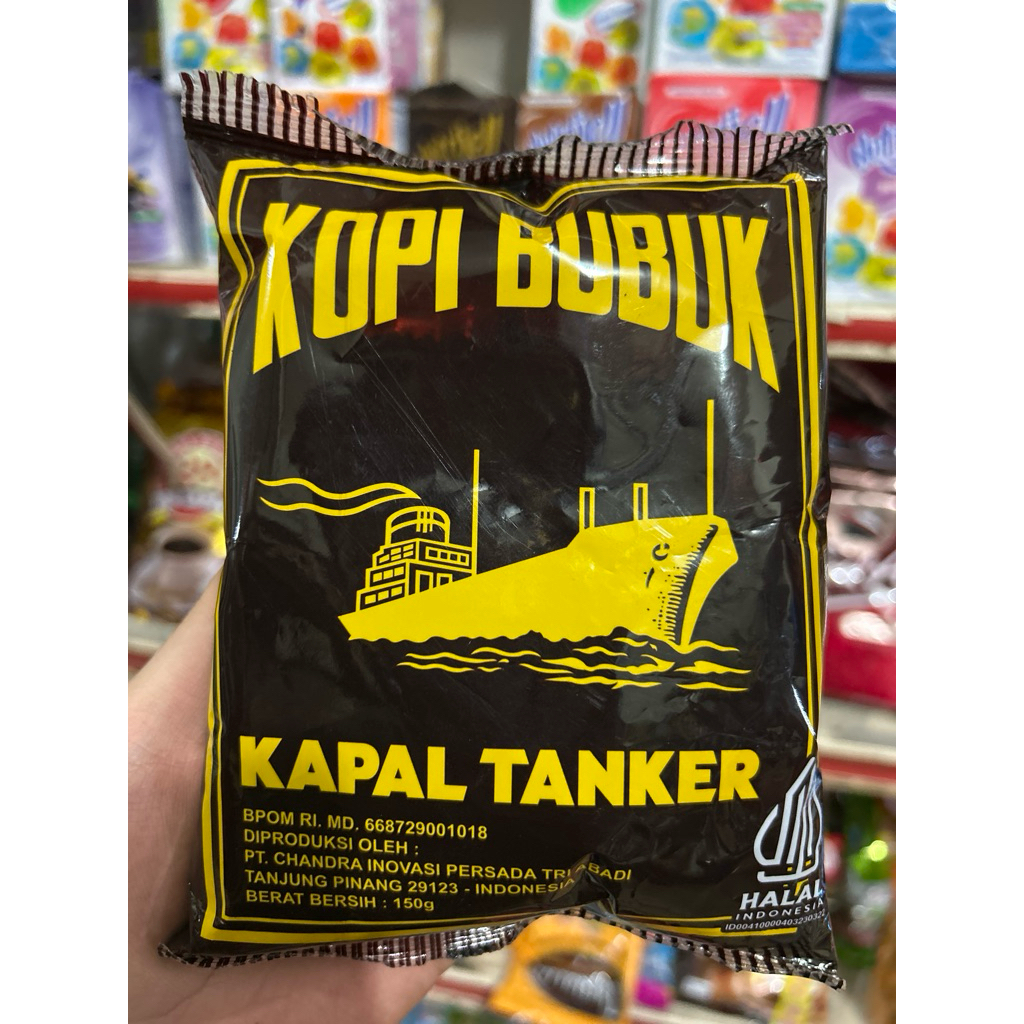 KOPI BUBUK
KAPAL TANKER
BPOM RI. MD. 668729001018
DIPRODUKSI OLEH :
PT. CHANDRA INOVASI PERSADA ABADI
TANJUNG PINANG 29123 - INDONESIA
BERAT BERSIH : 150g
HALAL
INDONESIA